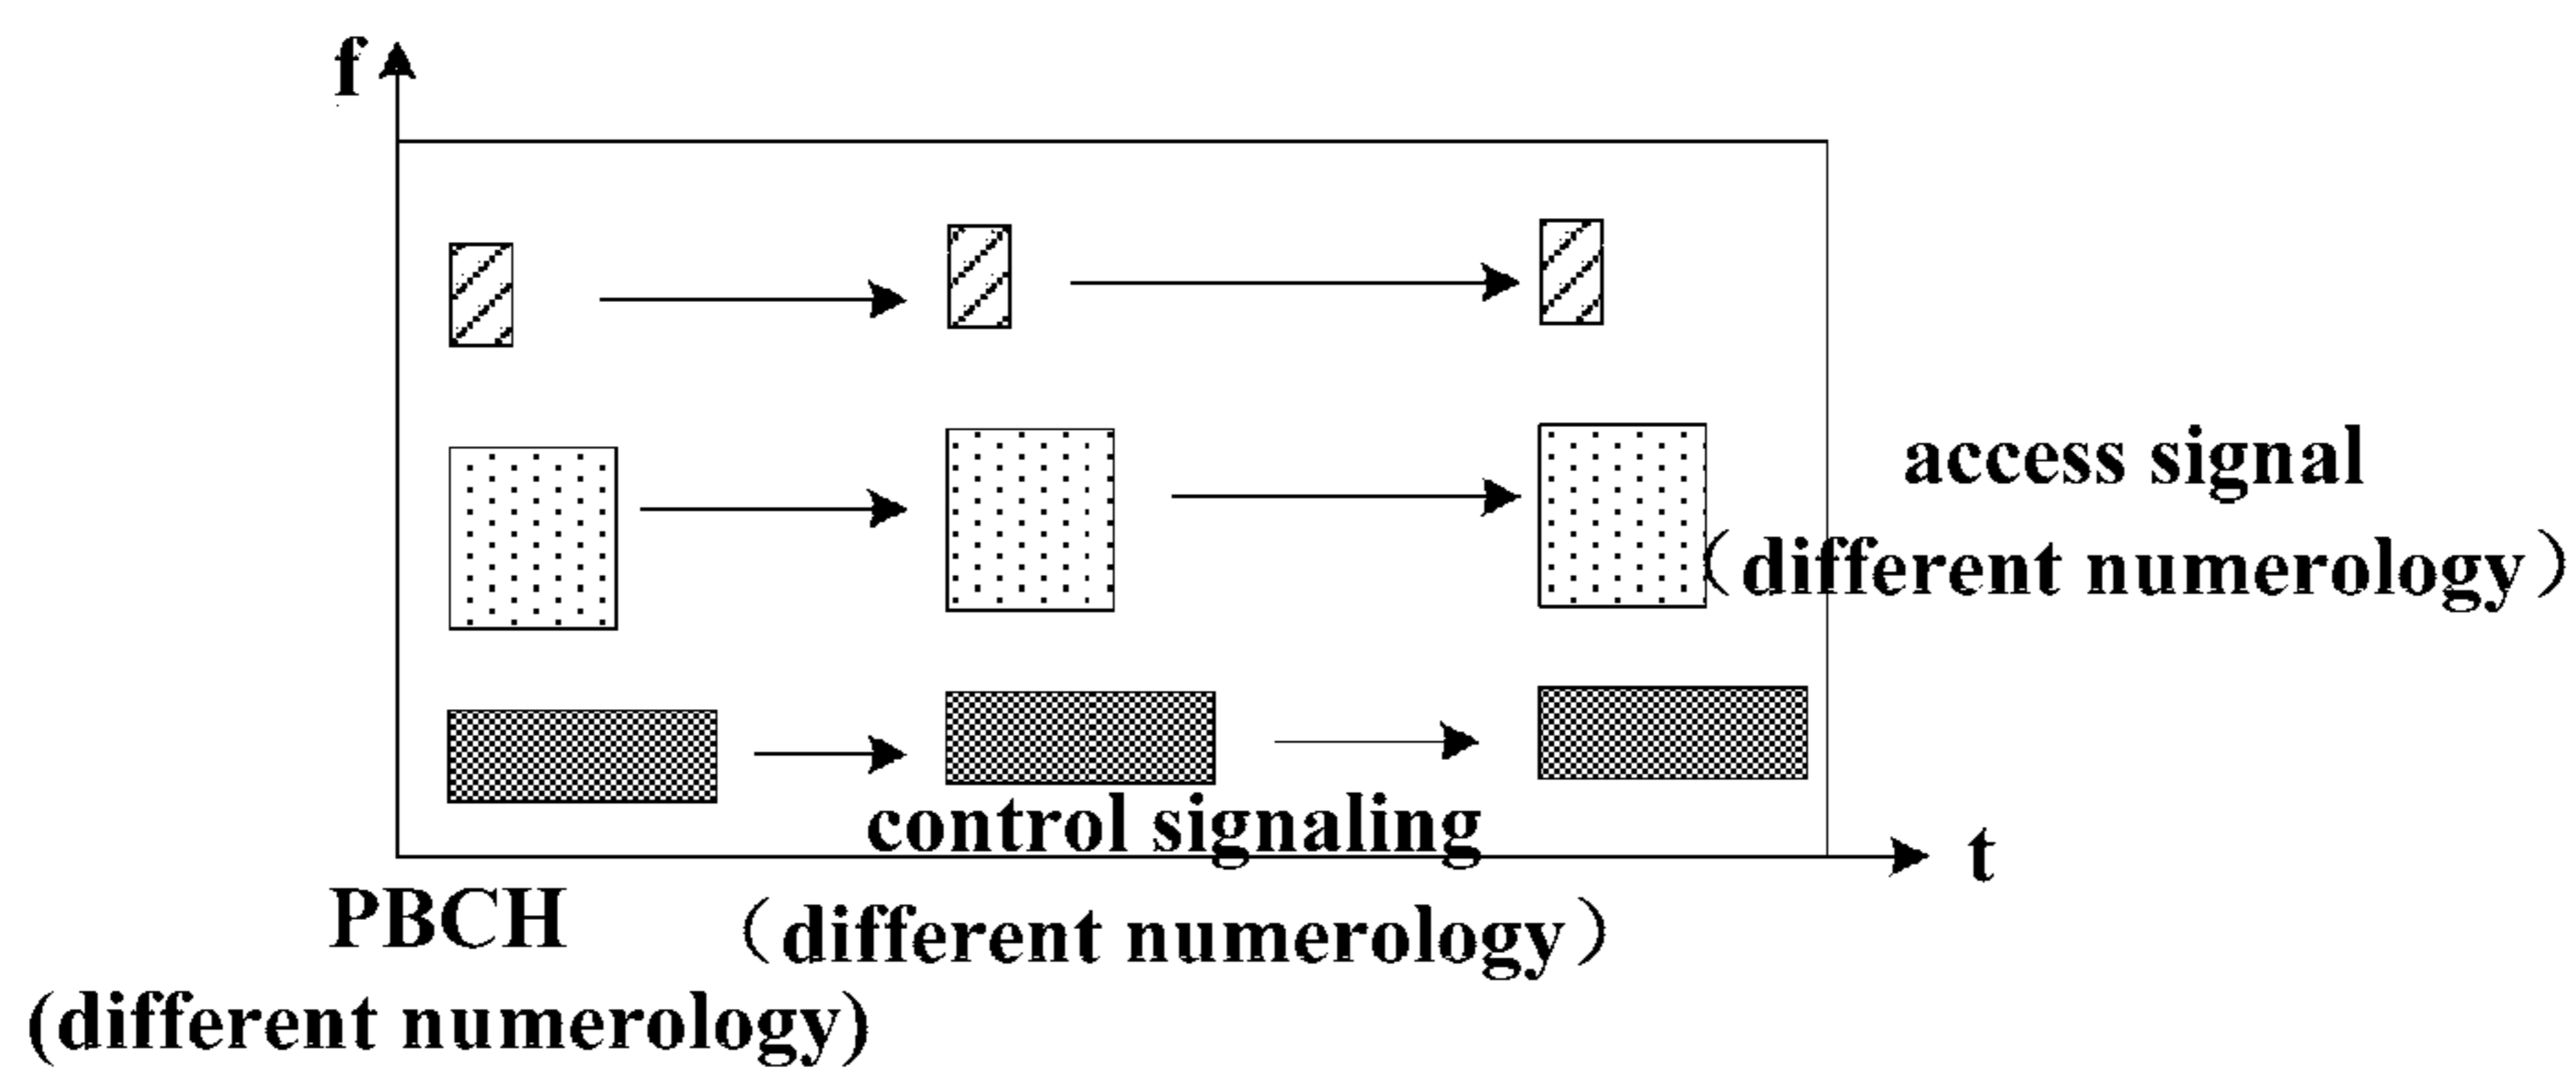 f
access signal
（different numerology）
control signaling
t
PBCH
（different numerology）
(different numerology)